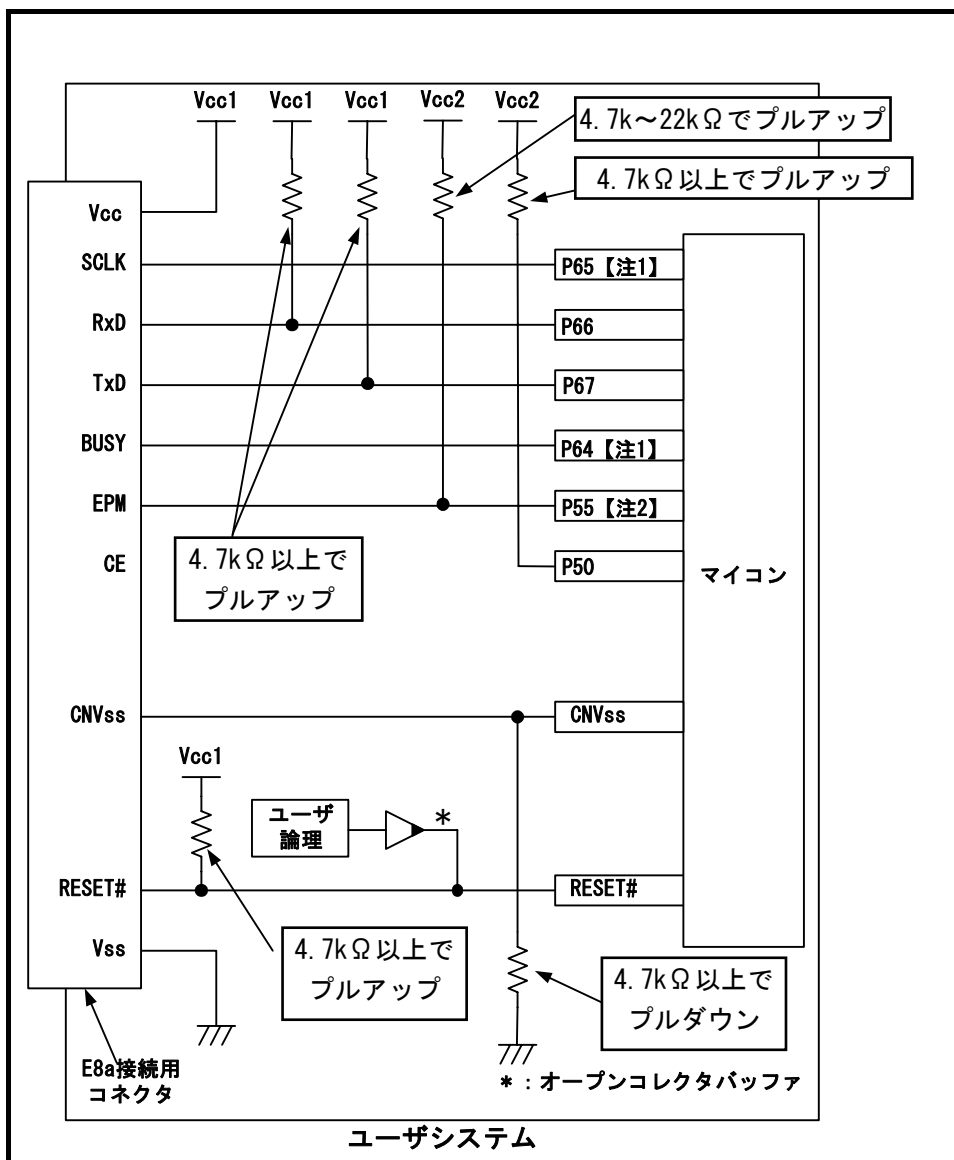 Vcc1 Vcc1 Vcc1 Vcc2 Vcc2
4.7k～22kΩでプルアップ
4.7kΩ以上でプルアップ
Vcc
SCLK
P65【注1】
RxD
P66
TxD
P67
BUSY
P64【注1】
EPM
P55【注2】
CE
P50
4.7kΩ以上で
プルアップ
マイコン
CNVss
CNVss
Vcc1
ユーザ
論理
*
RESET#
RESET#
Vss
4.7kΩ以上で
プルアップ
4.7kΩ以上で
プルダウン
E8a接続用
コネクタ
*：オープンコレクタバッファ
ユーザシステム